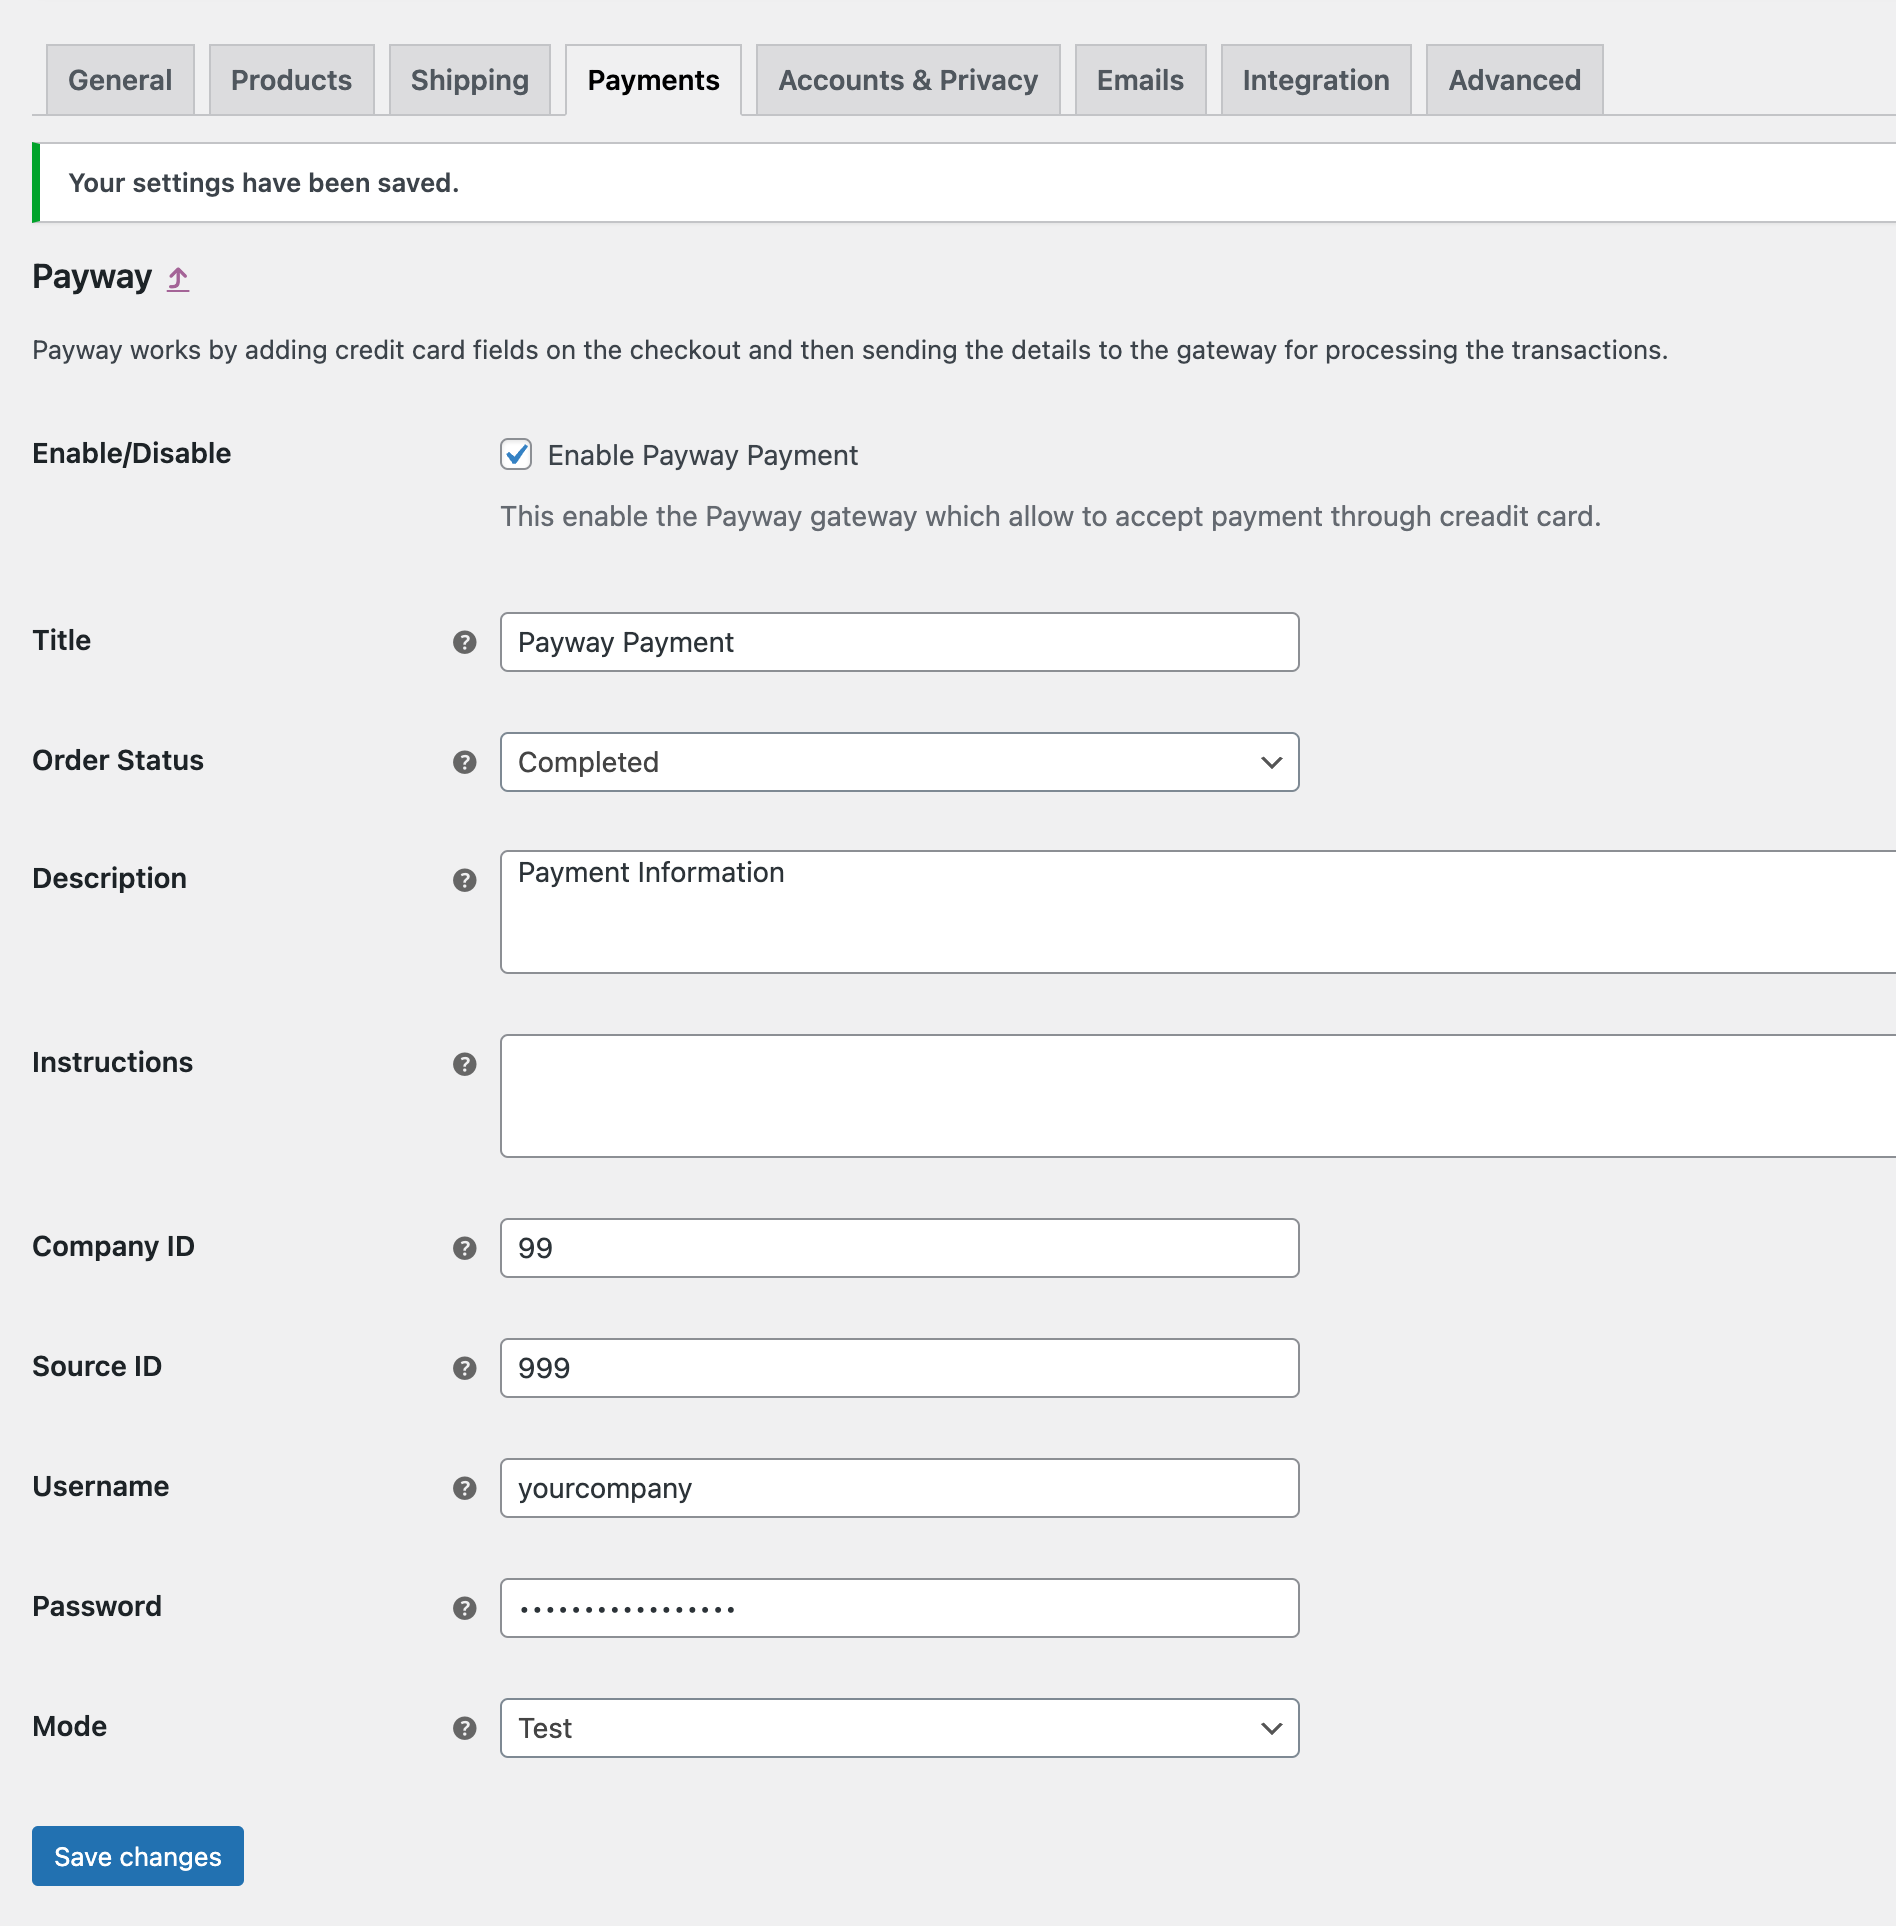 General Products Shipping Payments Accounts & Privacy Emails Integration Advanced
Your settings have been saved.
Payway ⤴
Payway works by adding credit card fields on the checkout and then sending the details to the gateway for processing the transactions.
Enable/Disable Enable Payway Payment
This enable the Payway gateway which allow to accept payment through creadit card.
Title ? Payway Payment
Order Status ? Completed
Description ? Payment Information
Instructions ?
Company ID ? 99
Source ID ? 999
Username ? yourcompany
Password ? •••••••••••••••••
Mode ? Test
Save changes